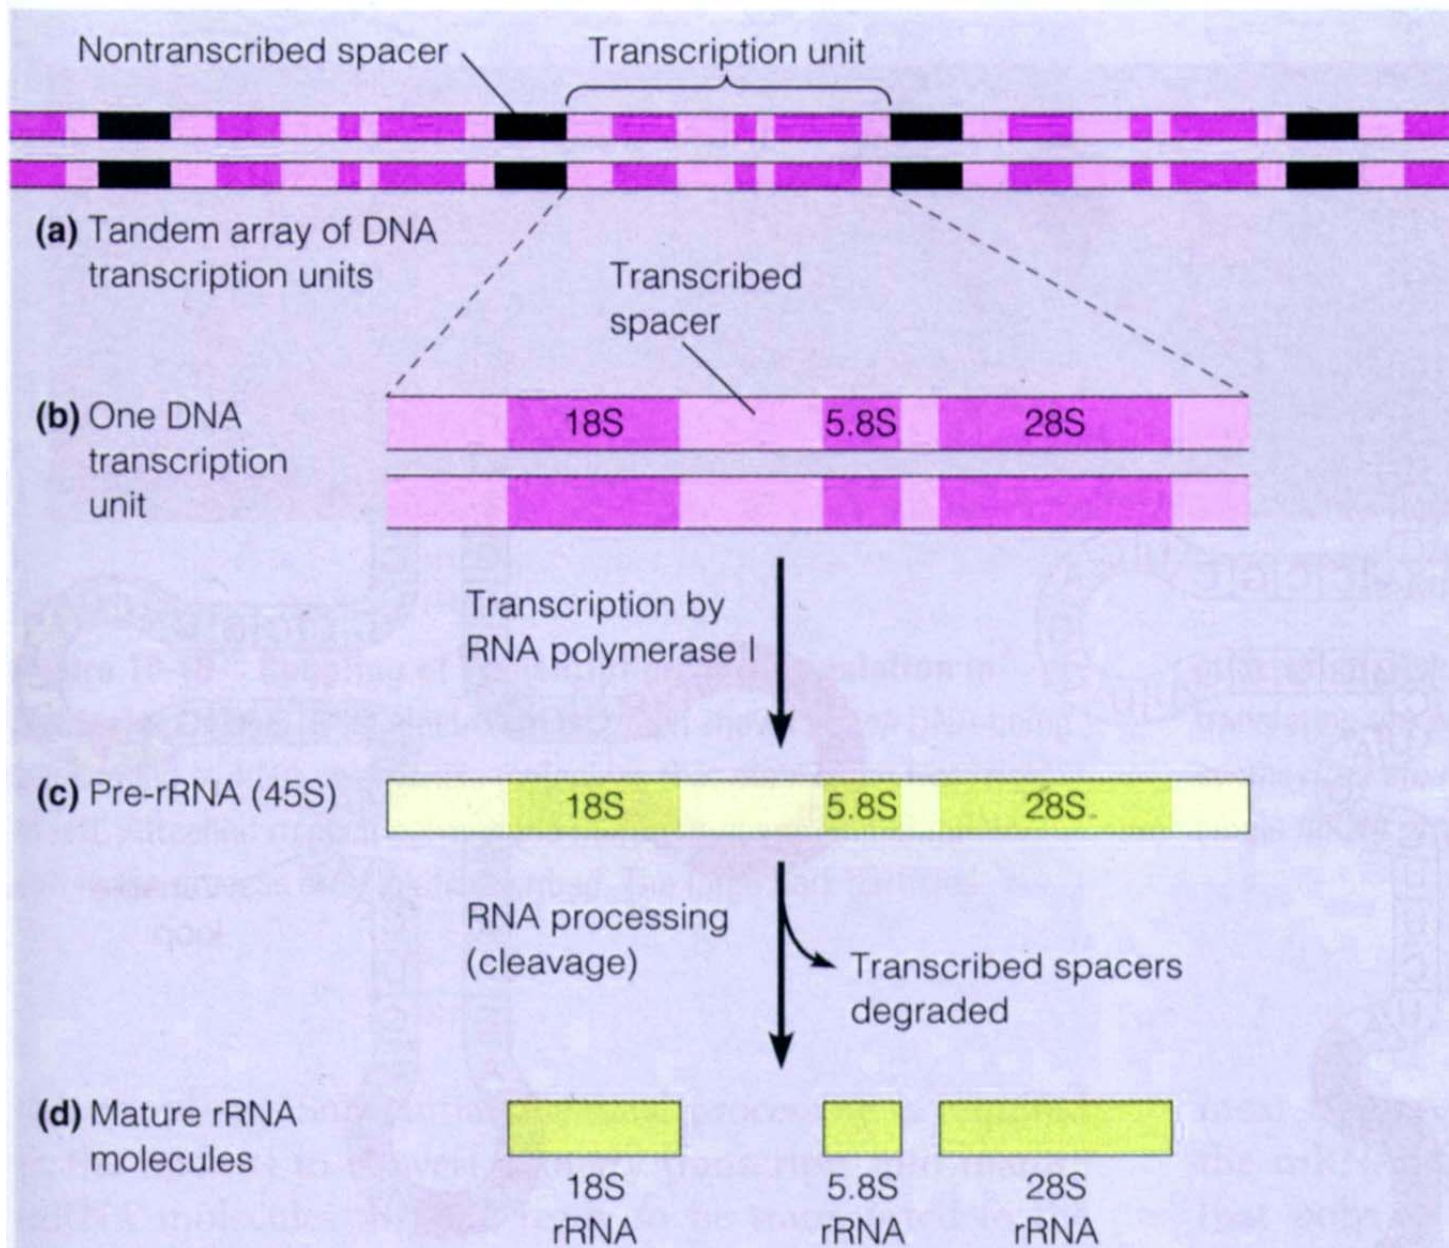 Nontranscribed spacer
Transcription unit
(a) Tandem array of DNA
transcription units
Transcribed
spacer
(b) One DNA
transcription
unit
18S
5.8S
28S
Transcription by
RNA polymerase I
(c) Pre-rRNA (45S)
18S
5.8S
28S
RNA processing
(cleavage)
Transcribed spacers
degraded
(d) Mature rRNA
molecules
18S
rRNA
5.8S
rRNA
28S
rRNA